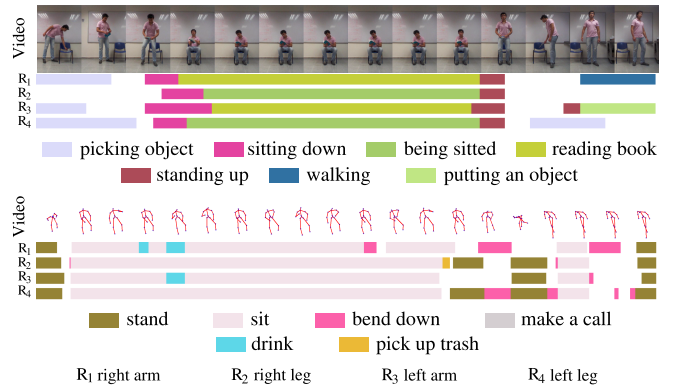 Video
R1
R2
R3
R4
picking object sitting down being sitted reading book
standing up walking putting an object
Video
R1
R2
R3
R4
stand sit bend down make a call
drink pick up trash
R1 right arm R2 right leg R3 left arm R4 left leg